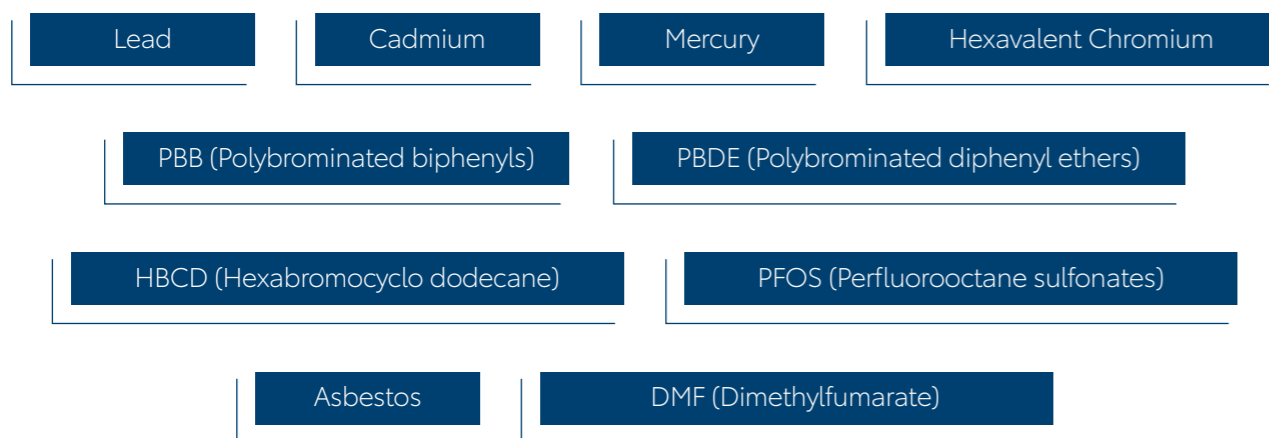 Lead Cadmium Mercury Hexavalent Chromium
PBB (Polybrominated biphenyls) PBDE (Polybrominated diphenyl ethers)
HBCD (Hexabromocyclo dodecane) PFOS (Perfluorooctane sulfonates)
Asbestos DMF (Dimethylfumarate)